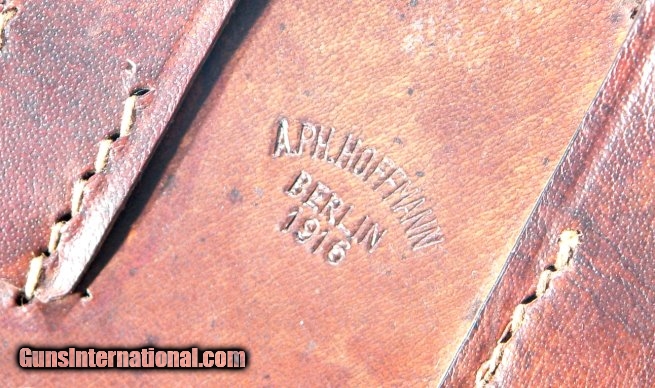 A.PH.HOFFMANN
BERLIN
1916
GunsInternational.com